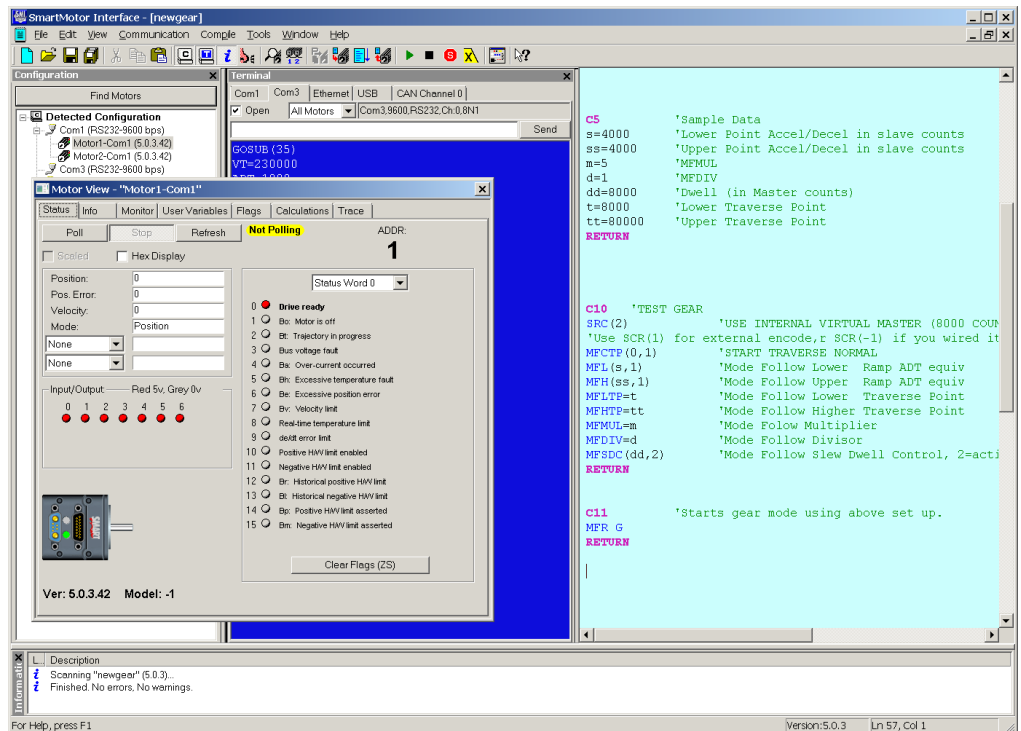 SmartMotor Interface - [newgear]
File Edit View Communication Compile Tools Window Help
Configuration
Find Motors
Detected Configuration
Com1 (RS232-9600 bps)
Motor1-Com1 (5.0.3.42)
Motor2-Com1 (5.0.3.42)
Com3 (RS232-9600 bps)
Terminal
Com1 Com3 Ethernet USB CAN Channel 0
Open All Motors Com3,9600,RS232,Ch:0,8N1
Send
GOSUB(35)
VT=230000
Motor View - "Motor1-Com1"
Status Info Monitor User Variables Flags Calculations Trace
Poll Stop Refresh Not Polling ADDR:
1
Scaled Hex Display
Position: 0
Pos. Error: 0
Velocity: 0
Mode: Position
None
None
Input/Output Red 5v, Grey 0v
0 1 2 3 4 5 6
Status Word 0
0 Drive ready
1 Bo: Motor is off
2 Bt: Trajectory in progress
3 Bus voltage fault
4 Ba: Over-current occurred
5 Bh: Excessive temperature fault
6 Be: Excessive position error
7 Bv: Velocity limit
8 Real-time temperature limit
9 de/dt error limit
10 Positive H/W limit enabled
11 Negative H/W limit enabled
12 Br: Historical positive H/W limit
13 Bl: Historical negative H/W limit
14 Bp: Positive H/W limit asserted
15 Bm: Negative H/W limit asserted
Clear Flags (ZS)
SMART
Ver: 5.0.3.42 Model: -1
C5 'Sample Data
s=4000 'Lower Point Accel/Decel in slave counts
ss=4000 'Upper Point Accel/Decel in slave counts
m=5 'MFMUL
d=1 'MFDIV
dd=8000 'Dwell (in Master counts)
t=8000 'Lower Traverse Point
tt=80000 'Upper Traverse Point
RETURN
C10 'TEST GEAR
SRC(2) 'USE INTERNAL VIRTUAL MASTER (8000 COUN
'Use SCR(1) for external encode,r SCR(-1) if you wired it
MFCTP(0,1) 'START TRAVERSE NORMAL
MFL(s,1) 'Mode Follow Lower Ramp ADT equiv
MFH(ss,1) 'Mode Follow Upper Ramp ADT equiv
MFLTP=t 'Mode Follow Lower Traverse Point
MFHTP=tt 'Mode Follow Higher Traverse Point
MFMUL=m 'Mode Folow Multiplier
MFDIV=d 'Mode Follow Divisor
MFSDC(dd,2) 'Mode Follow Slew Dwell Control, 2=acti
RETURN
C11 'Starts gear mode using above set up.
MFR G
RETURN
Informatio
L... Description
Scanning "newgear" (5.0.3)...
Finished. No errors, No warnings.
For Help, press F1
Version:5.0.3 Ln 57, Col 1